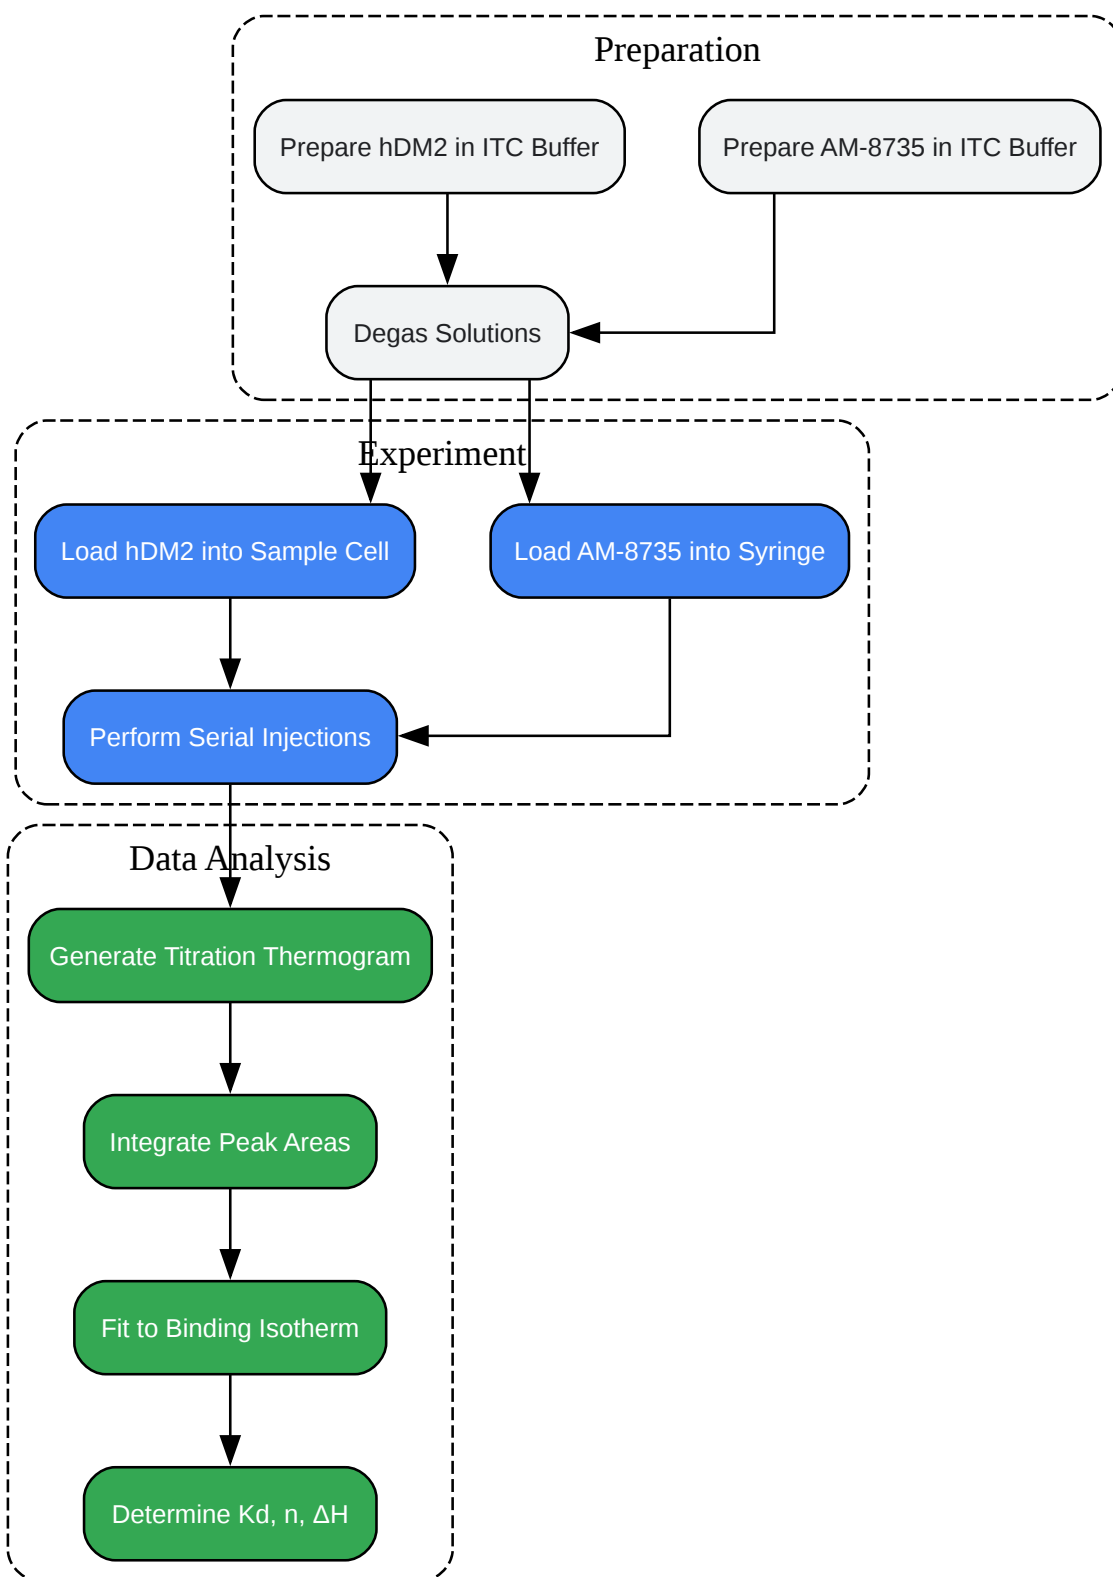 Preparation
Prepare hDM2 in ITC Buffer
Prepare AM-8735 in ITC Buffer
Degas Solutions
Experiment
Load hDM2 into Sample Cell
Load AM-8735 into Syringe
Perform Serial Injections
Data Analysis
Generate Titration Thermogram
Integrate Peak Areas
Fit to Binding Isotherm
Determine Kd, n, ΔH